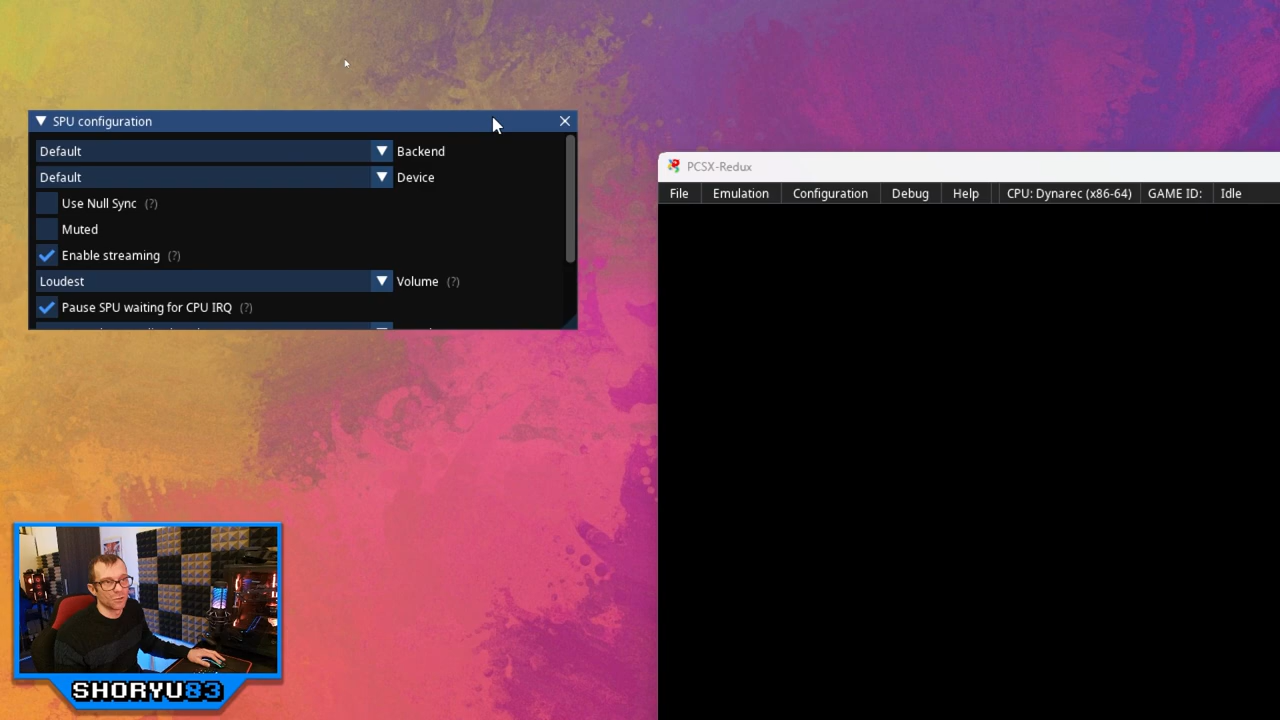 SPU configuration
Default
Backend
Default
Device
Use Null Sync (?)
Muted
Enable streaming (?)
Loudest
Volume (?)
Pause SPU waiting for CPU IRQ (?)
PCSX-Redux
File Emulation Configuration Debug Help CPU: Dynarec (x86-64) GAME ID: Idle
SHORYU83